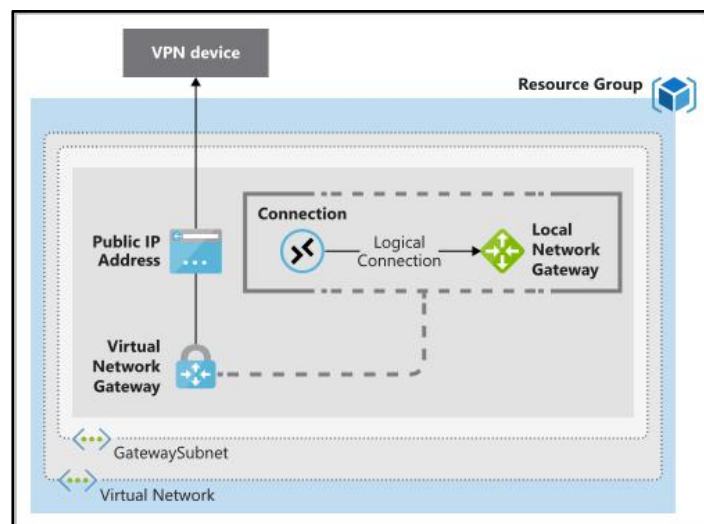 VPN device
Resource Group
Connection
Public IP
Address
Logical
Connection
Local
Network
Gateway
Virtual
Network
Gateway
GatewaySubnet
Virtual Network